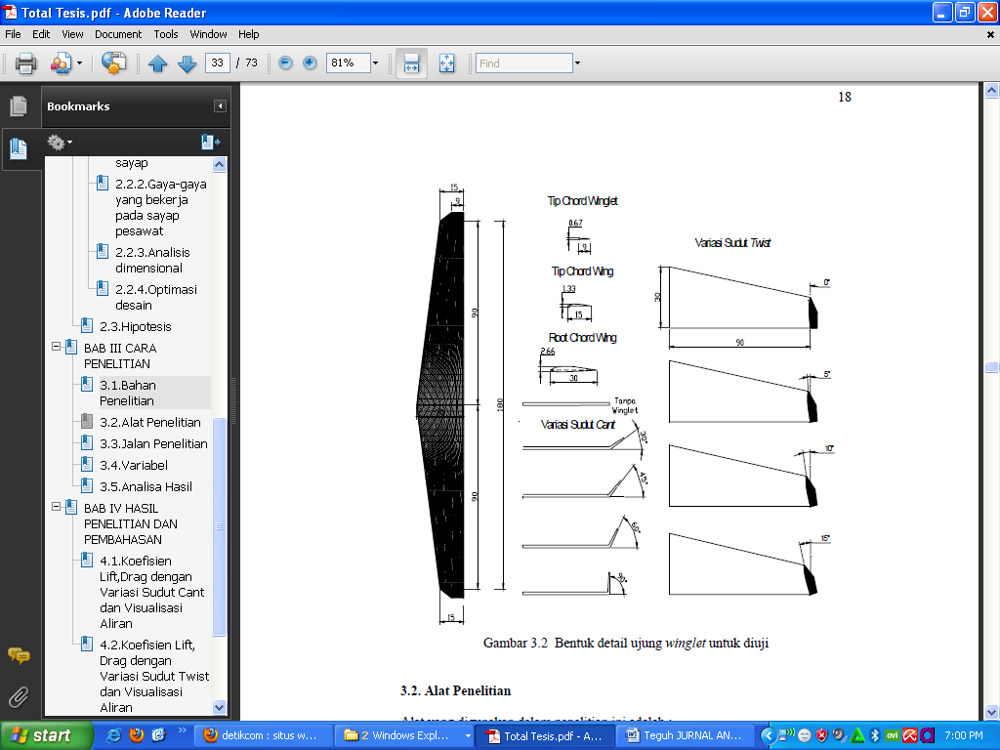 Total Tesis.pdf - Adobe Reader
File Edit View Document Tools Window Help
33 / 73 81% Find
Bookmarks
sayap
2.2.2.Gaya-gaya
yang bekerja
pada sayap
pesawat
2.2.3.Analisis
dimensional
2.2.4.Optimasi
desain
2.3.Hipotesis
BAB III CARA
PENELITIAN
3.1.Bahan
Penelitian
3.2.Alat Penelitian
3.3.Jalan Penelitian
3.4.Variabel
3.5.Analisa Hasil
BAB IV HASIL
PENELITIAN DAN
PEMBAHASAN
4.1.Koefisien
Lift,Drag dengan
Variasi Sudut Cant
dan Visualisasi
Aliran
4.2.Koefisien Lift,
Drag dengan
Variasi Sudut Twist
dan Visualisasi
Aliran
18
15
9
90
180
90
15
Tip Chord Winglet
0.67
9
Tip Chord Wing
1.33
15
Root Chord Wing
2.66
30
Tanpa
Winglet
Variasi Sudut Cant
30°
45°
60°
90°
Variasi Sudut Twist
0°
30
90
5°
10°
15°
Gambar 3.2 Bentuk detail ujung winglet untuk diuji
3.2. Alat Penelitian
start
detikcom : situs w...
2 Windows Expl...
Total Tesis.pdf - A...
Teguh JURNAL AN...
ovi
7:00 PM